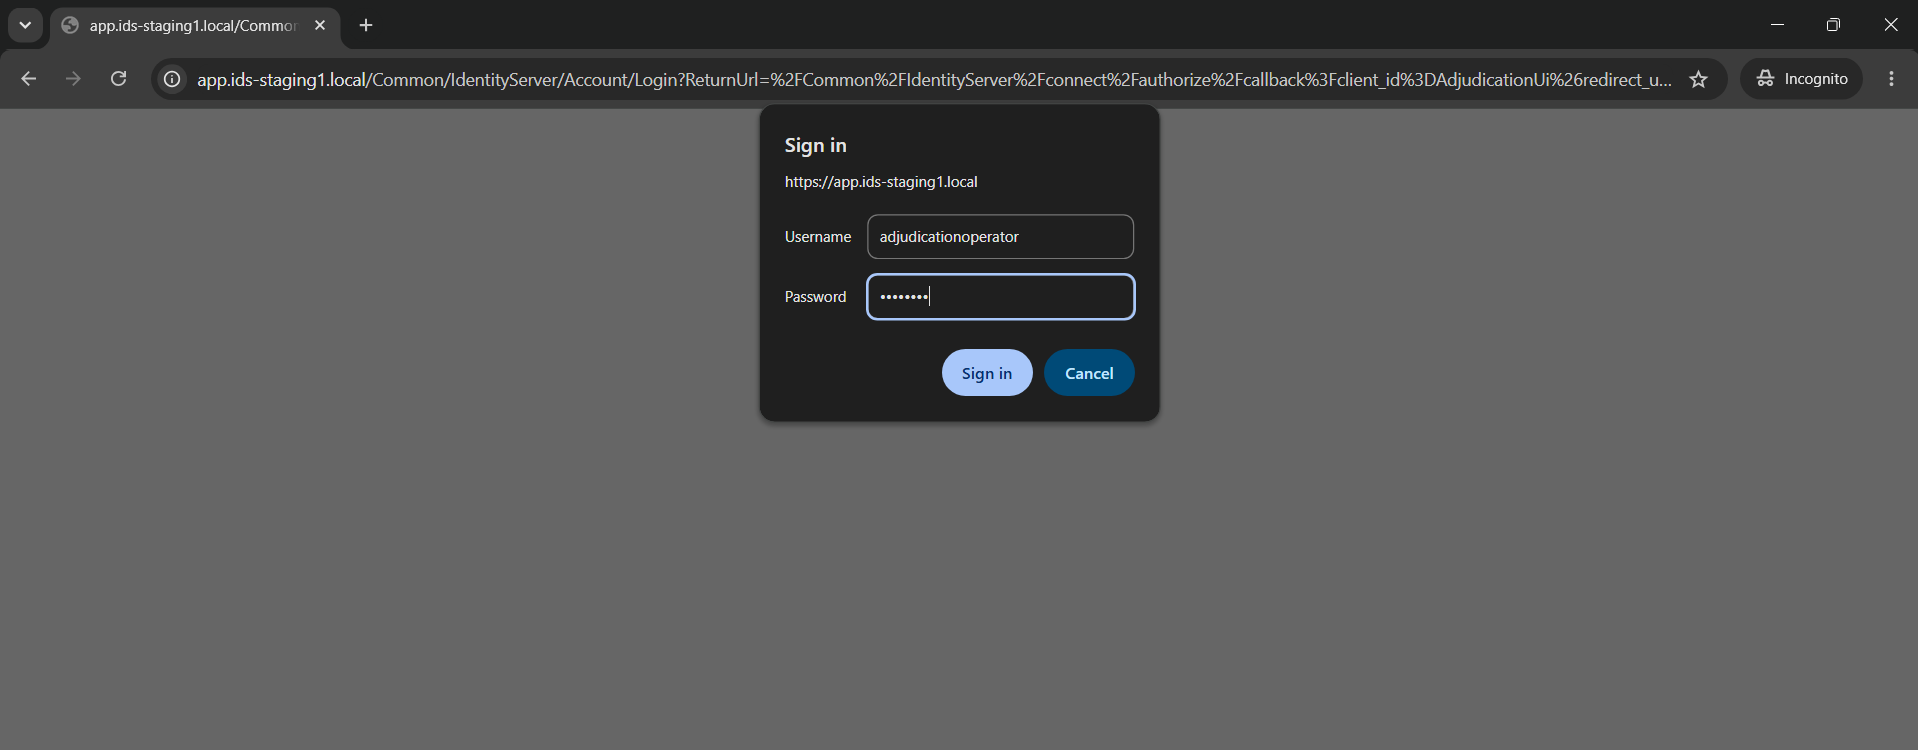 app.ids-staging1.local/Common
app.ids-staging1.local/Common/IdentityServer/Account/Login?ReturnUrl=%2FCommon%2FIdentityServer%2Fconnect%2Fauthorize%2Fcallback%3Fclient_id%3DAdjudicationUi%26redirect_u...
Incognito
Sign in
https://app.ids-staging1.local
Username adjudicationoperator
Password ••••••••
Sign in Cancel